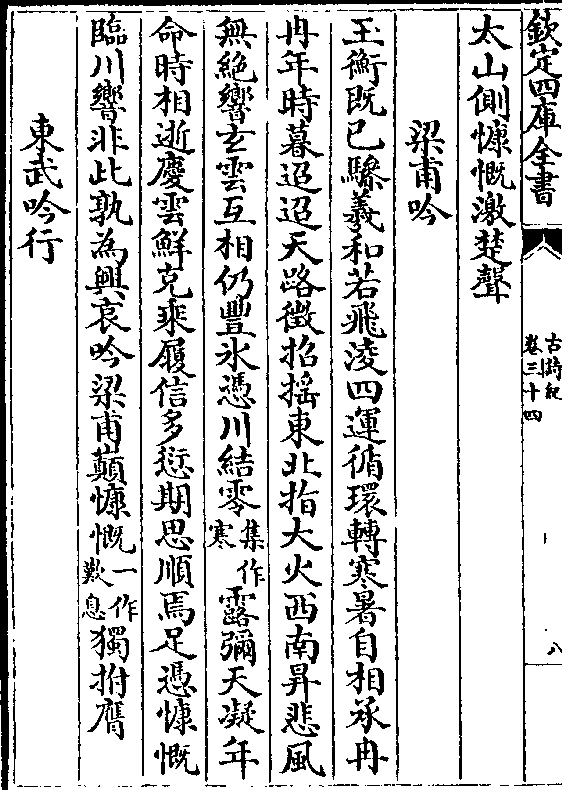 欽定四庫全書
古詩紀
卷三十四
八
太山側慷慨激楚聲
梁甫吟
玉衡既已驂羲和若飛凌四運循環轉寒暑自相承冉
冉年時暮迢迢天路徵招搖東北指大火西南昇悲風
無絶響玄雲互相仍豐氷憑川結零集作寒露彌天凝年
命時相逝慶雲鮮克乘履信多愆期思順焉足憑慷慨
臨川響非此孰為興哀吟梁甫顛慷慨一作歎息獨拊膺
東武吟行